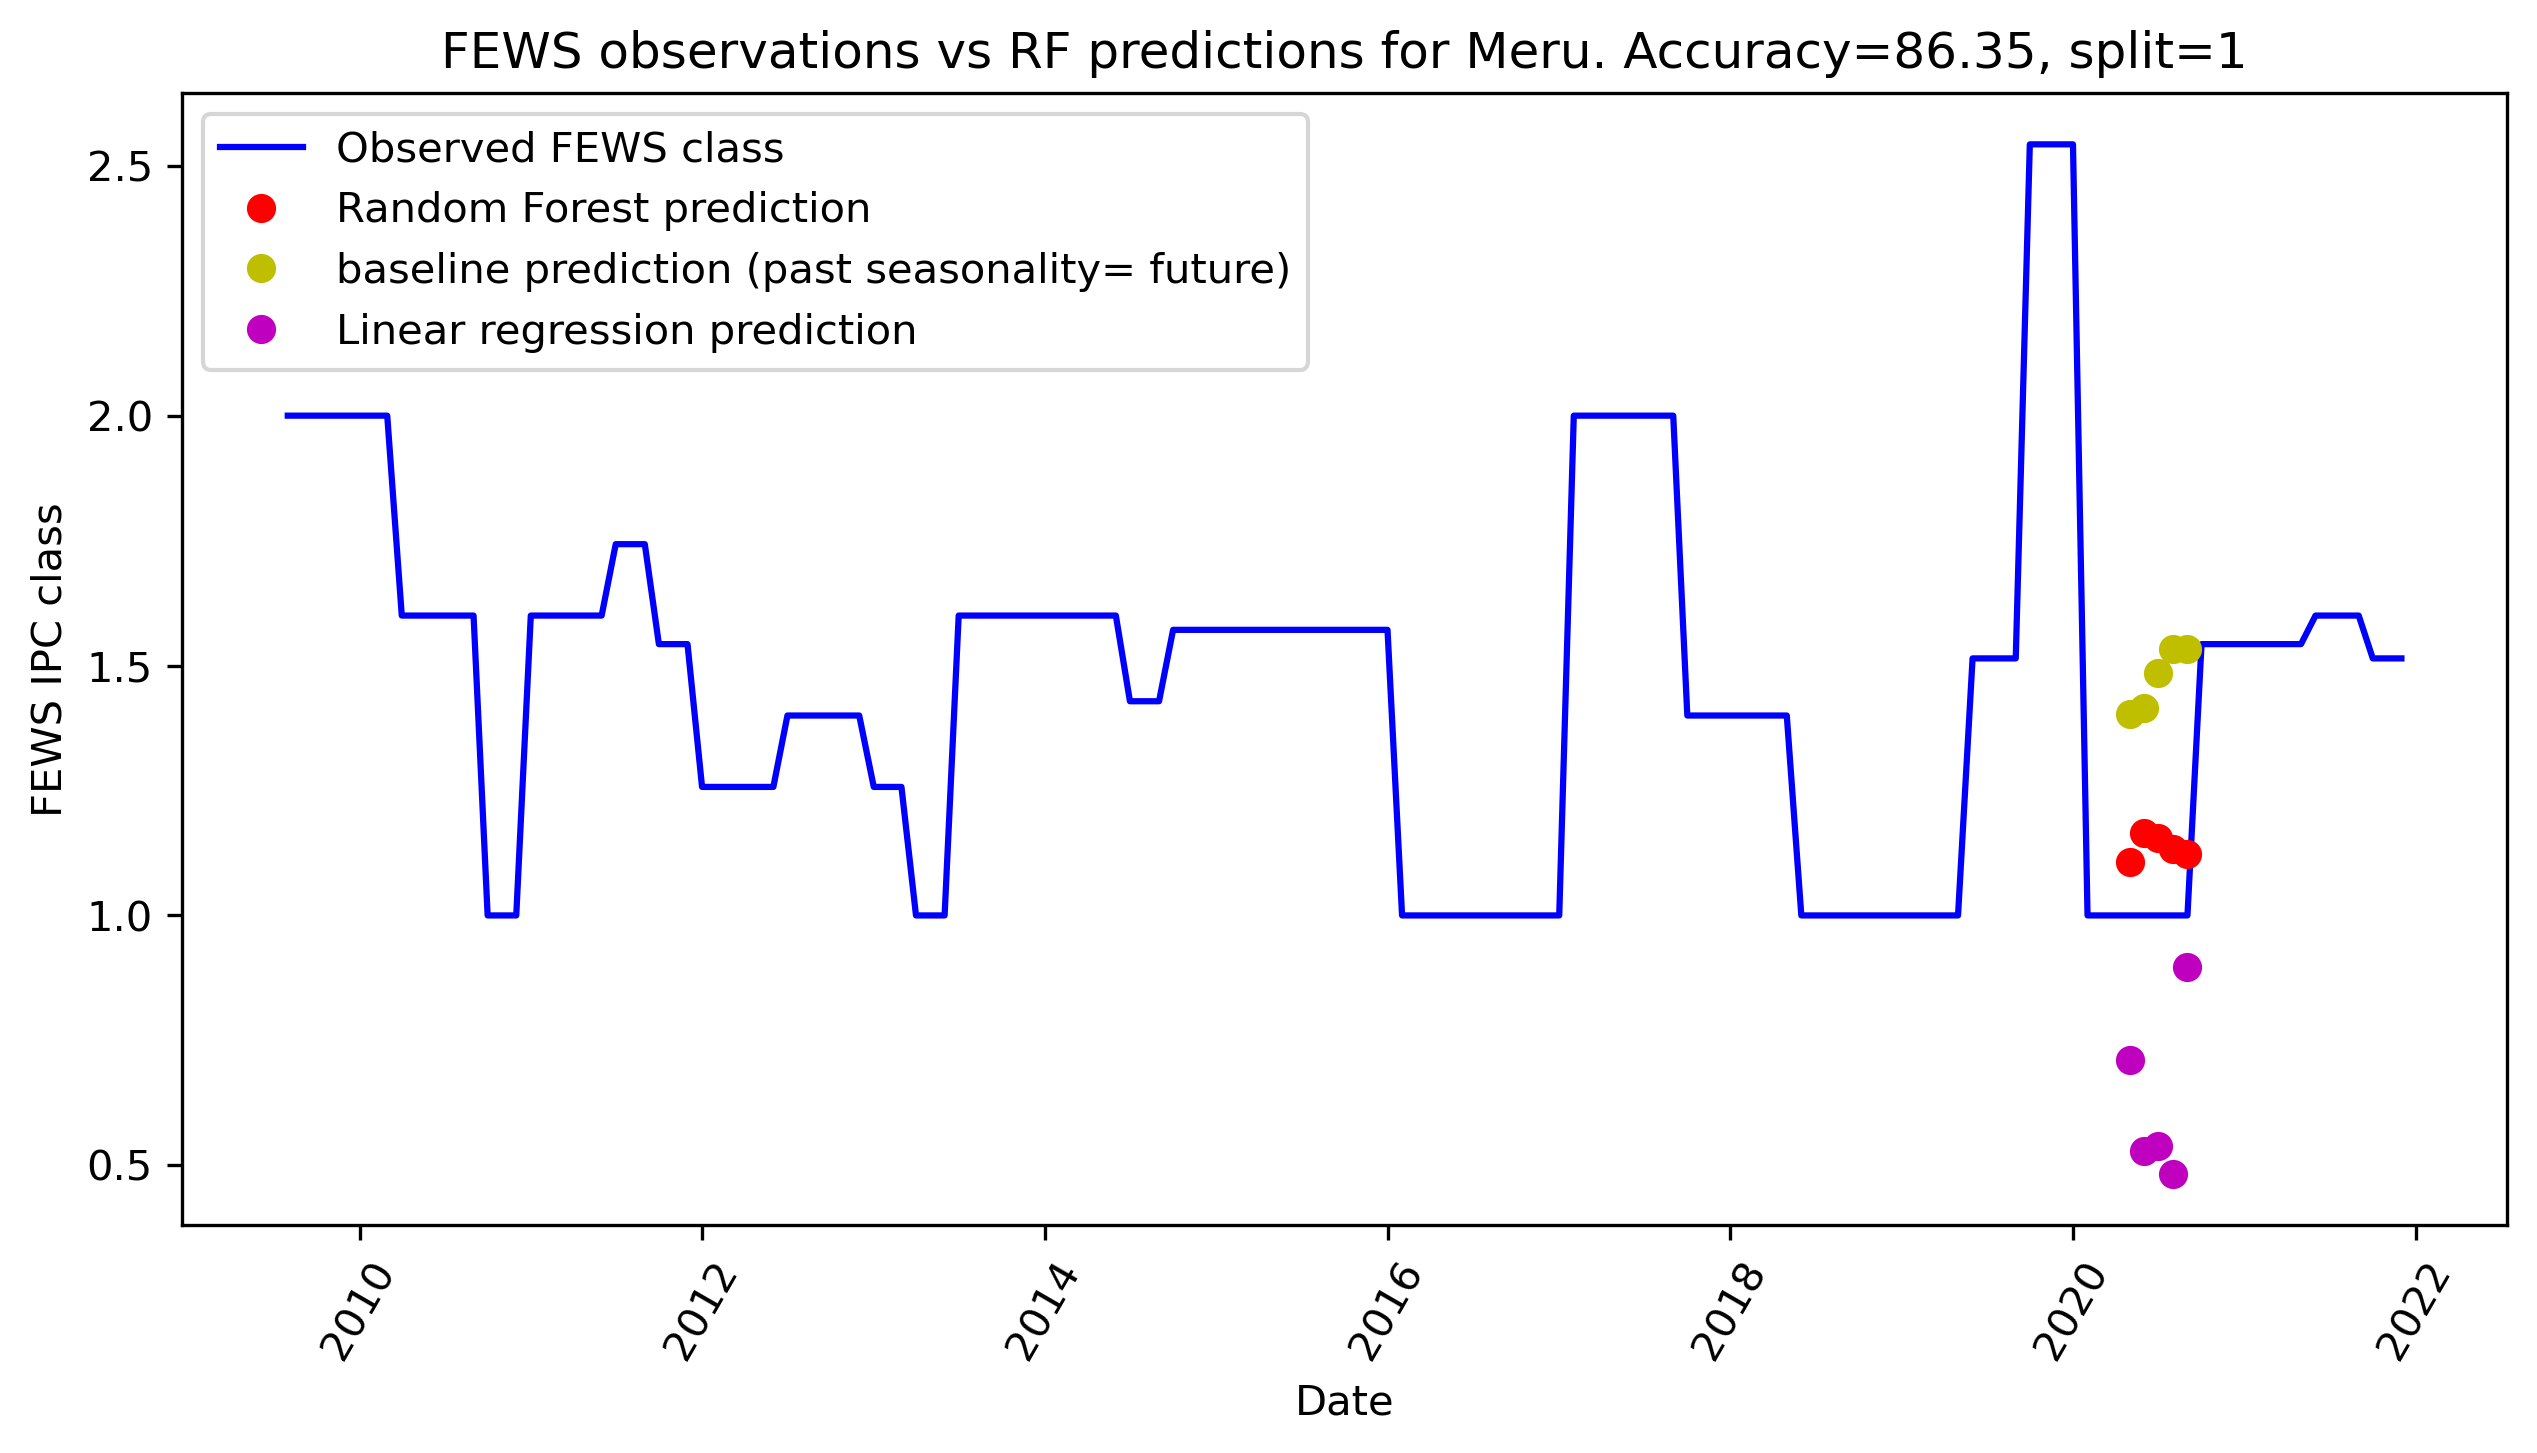 FEWS observations vs RF predictions for Meru. Accuracy=86.35, split=1
Observed FEWS class
Random Forest prediction
baseline prediction (past seasonality= future)
Linear regression prediction
FEWS IPC class
2.5
2.0
1.5
1.0
0.5
2010
2012
2014
2016
2018
2020
2022
Date